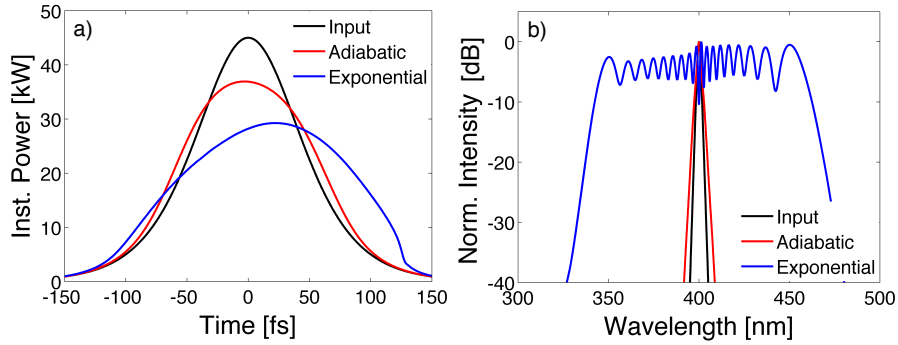 a)
Input
Adiabatic
Exponential
Inst. Power [kW]
50
40
30
20
10
0
-150
-100
-50
0
50
100
150
Time [fs]
b)
Norm. Intensity [dB]
0
-10
-20
-30
-40
Input
Adiabatic
Exponential
300
350
400
450
500
Wavelength [nm]